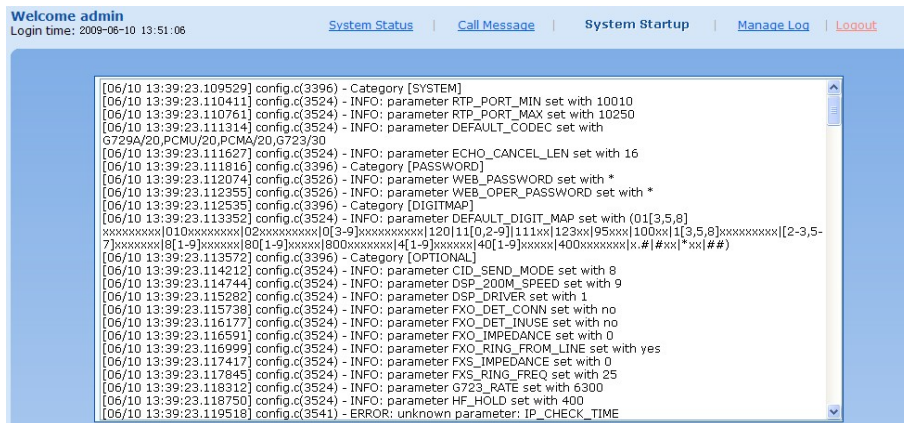 Welcome admin
Login time: 2009-06-10 13:51:06
System Status | Call Message | System Startup | Manage Log | Logout
[06/10 13:39:23.109529] config.c(3396) - Category [SYSTEM]
[06/10 13:39:23.110411] config.c(3524) - INFO: parameter RTP_PORT_MIN set with 10010
[06/10 13:39:23.110761] config.c(3524) - INFO: parameter RTP_PORT_MAX set with 10250
[06/10 13:39:23.111314] config.c(3524) - INFO: parameter DEFAULT_CODEC set with
G729A/20,PCMU/20,PCMA/20,G723/30
[06/10 13:39:23.111627] config.c(3524) - INFO: parameter ECHO_CANCEL_LEN set with 16
[06/10 13:39:23.111816] config.c(3396) - Category [PASSWORD]
[06/10 13:39:23.112074] config.c(3526) - INFO: parameter WEB_PASSWORD set with *
[06/10 13:39:23.112355] config.c(3526) - INFO: parameter WEB_OPER_PASSWORD set with *
[06/10 13:39:23.112535] config.c(3396) - Category [DIGITMAP]
[06/10 13:39:23.113352] config.c(3524) - INFO: parameter DEFAULT_DIGIT_MAP set with (01[3,5,8]
xxxxxxxxx|010xxxxxxxx|02xxxxxxxxx|0[3-9]xxxxxxxxxx|120|11[0,2-9]|111xx|123xx|95xxx|100xx|1[3,5,8]xxxxxxxxx|[2-3,5-
7]xxxxxxx|8[1-9]xxxxxx|80[1-9]xxxxx|800xxxxxxx|4[1-9]xxxxxx|40[1-9]xxxxx|400xxxxxxx|x.#|#xx|*xx|##)
[06/10 13:39:23.113572] config.c(3396) - Category [OPTIONAL]
[06/10 13:39:23.114212] config.c(3524) - INFO: parameter CID_SEND_MODE set with 8
[06/10 13:39:23.114744] config.c(3524) - INFO: parameter DSP_200M_SPEED set with 9
[06/10 13:39:23.115282] config.c(3524) - INFO: parameter DSP_DRIVER set with 1
[06/10 13:39:23.115738] config.c(3524) - INFO: parameter FXO_DET_CONN set with no
[06/10 13:39:23.116177] config.c(3524) - INFO: parameter FXO_DET_INUSE set with no
[06/10 13:39:23.116591] config.c(3524) - INFO: parameter FXO_IMPEDANCE set with 0
[06/10 13:39:23.116999] config.c(3524) - INFO: parameter FXO_RING_FROM_LINE set with yes
[06/10 13:39:23.117417] config.c(3524) - INFO: parameter FXS_IMPEDANCE set with 0
[06/10 13:39:23.117845] config.c(3524) - INFO: parameter FXS_RING_FREQ set with 25
[06/10 13:39:23.118312] config.c(3524) - INFO: parameter G723_RATE set with 6300
[06/10 13:39:23.118750] config.c(3524) - INFO: parameter HF_HOLD set with 400
[06/10 13:39:23.119518] config.c(3541) - ERROR: unknown parameter: IP_CHECK_TIME